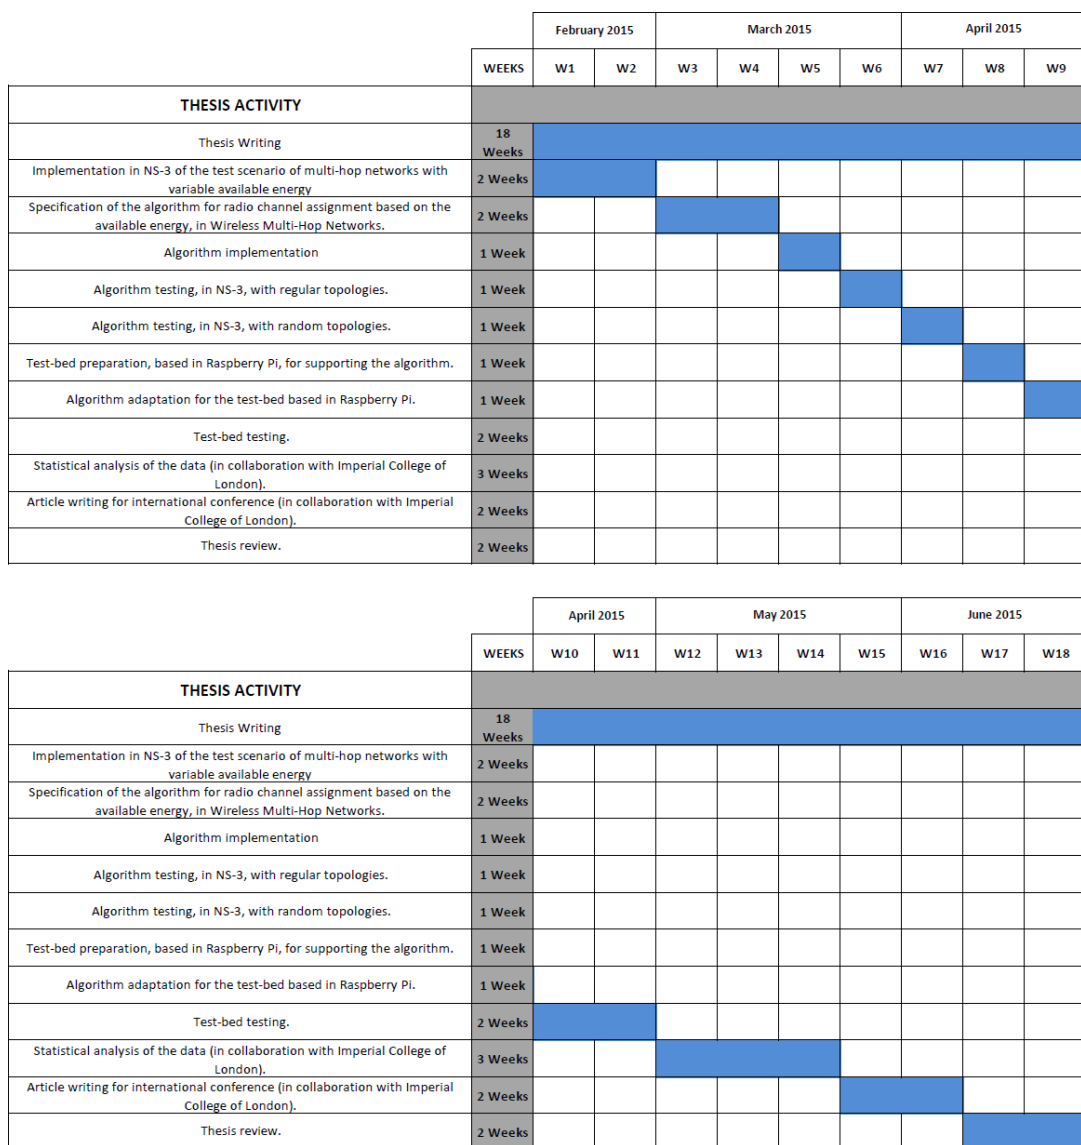 February 2015 March 2015 April 2015
WEEKS W1 W2 W3 W4 W5 W6 W7 W8 W9
THESIS ACTIVITY
Thesis Writing 18 Weeks
Implementation in NS-3 of the test scenario of multi-hop networks with
variable available energy 2 Weeks
Specification of the algorithm for radio channel assignment based on the
available energy, in Wireless Multi-Hop Networks. 2 Weeks
Algorithm implementation 1 Week
Algorithm testing, in NS-3, with regular topologies. 1 Week
Algorithm testing, in NS-3, with random topologies. 1 Week
Test-bed preparation, based in Raspberry Pi, for supporting the algorithm. 1 Week
Algorithm adaptation for the test-bed based in Raspberry Pi. 1 Week
Test-bed testing. 2 Weeks
Statistical analysis of the data (in collaboration with Imperial College of
London). 3 Weeks
Article writing for international conference (in collaboration with Imperial
College of London). 2 Weeks
Thesis review. 2 Weeks
April 2015 May 2015 June 2015
WEEKS W10 W11 W12 W13 W14 W15 W16 W17 W18
THESIS ACTIVITY
Thesis Writing 18 Weeks
Implementation in NS-3 of the test scenario of multi-hop networks with
variable available energy 2 Weeks
Specification of the algorithm for radio channel assignment based on the
available energy, in Wireless Multi-Hop Networks. 2 Weeks
Algorithm implementation 1 Week
Algorithm testing, in NS-3, with regular topologies. 1 Week
Algorithm testing, in NS-3, with random topologies. 1 Week
Test-bed preparation, based in Raspberry Pi, for supporting the algorithm. 1 Week
Algorithm adaptation for the test-bed based in Raspberry Pi. 1 Week
Test-bed testing. 2 Weeks
Statistical analysis of the data (in collaboration with Imperial College of
London). 3 Weeks
Article writing for international conference (in collaboration with Imperial
College of London). 2 Weeks
Thesis review. 2 Weeks